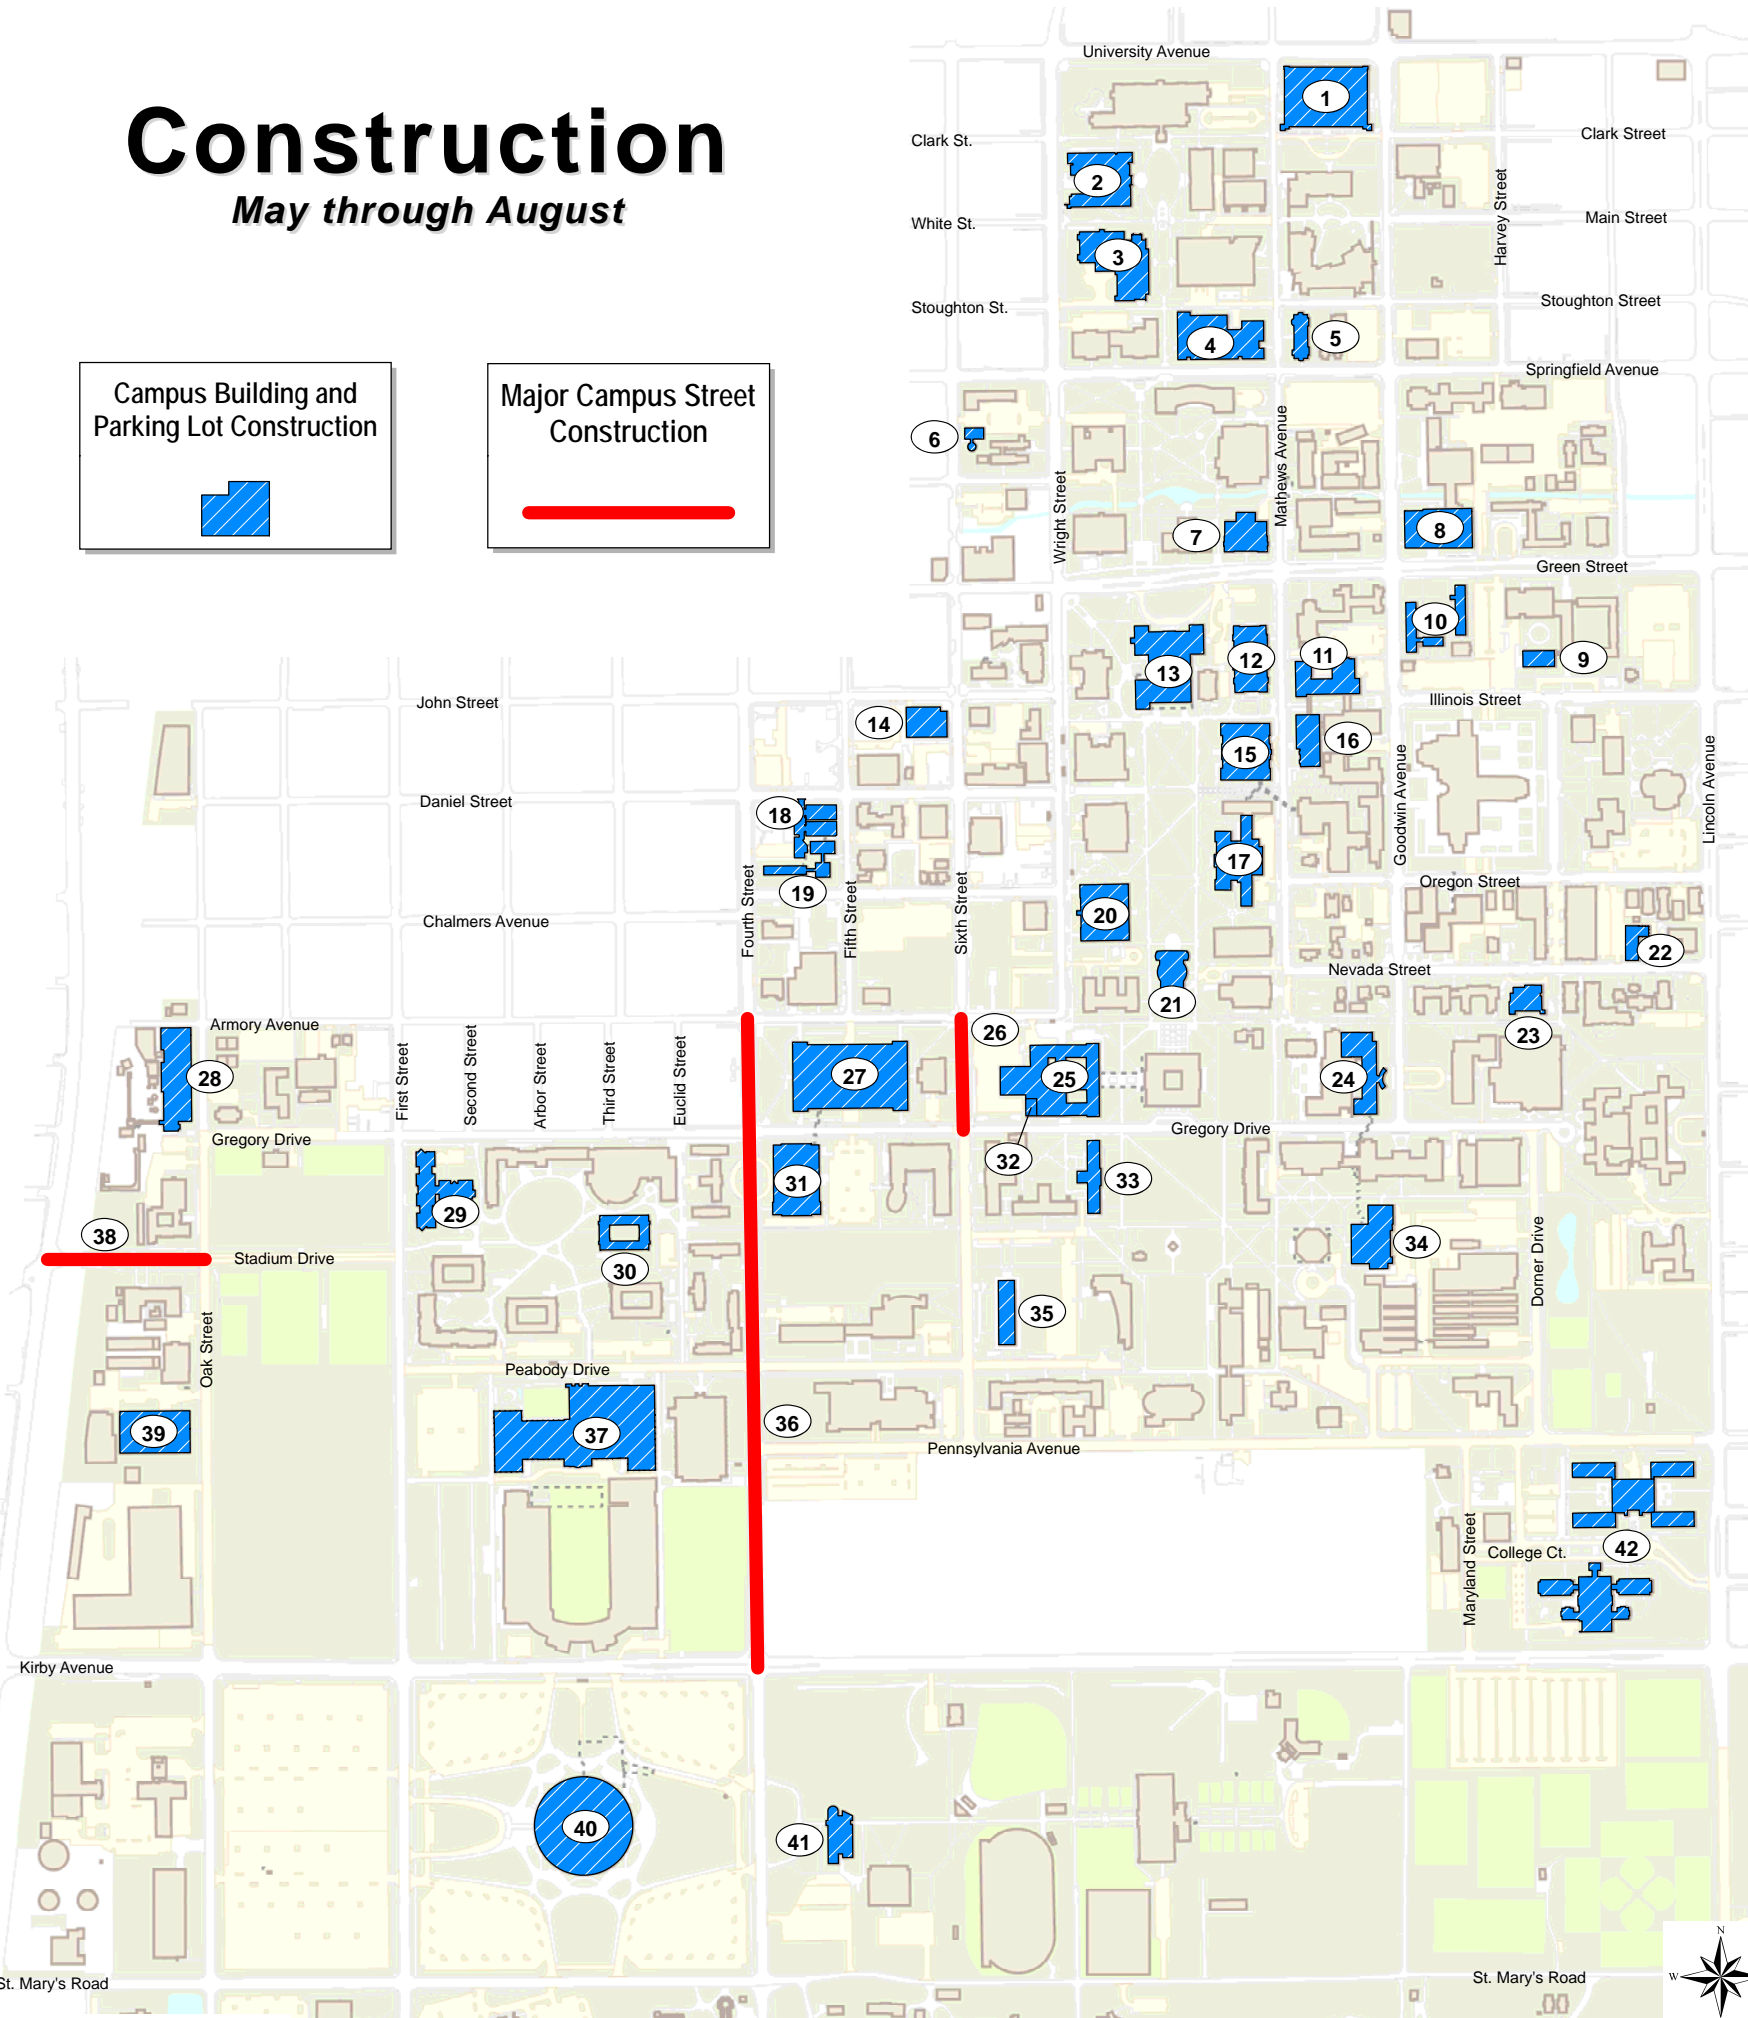 Construction
May through August
Campus Building and
Parking Lot Construction
Major Campus Street
Construction
University Avenue
1
Clark St.
Clark Street
2
Harvey Street
White St.
Main Street
3
Stoughton St.
Stoughton Street
4
5
Springfield Avenue
6
Wright Street
Mathews Avenue
7
8
Green Street
10
9
11
12
13
John Street
Illinois Street
14
15
16
Goodwin Avenue
Lincoln Avenue
Daniel Street
18
17
19
Oregon Street
Fourth Street
Fifth Street
Sixth Street
Chalmers Avenue
20
22
21
Nevada Street
23
Armory Avenue
26
28
First Street
Second Street
Arbor Street
Third Street
Euclid Street
27
25
24
Gregory Drive
Gregory Drive
32
33
31
29
38
Stadium Drive
30
34
Dorner Drive
35
Oak Street
Peabody Drive
39
37
36
Pennsylvania Avenue
Maryland Street
College Ct.
42
Kirby Avenue
40
41
St. Mary's Road
St. Mary's Road
N
W